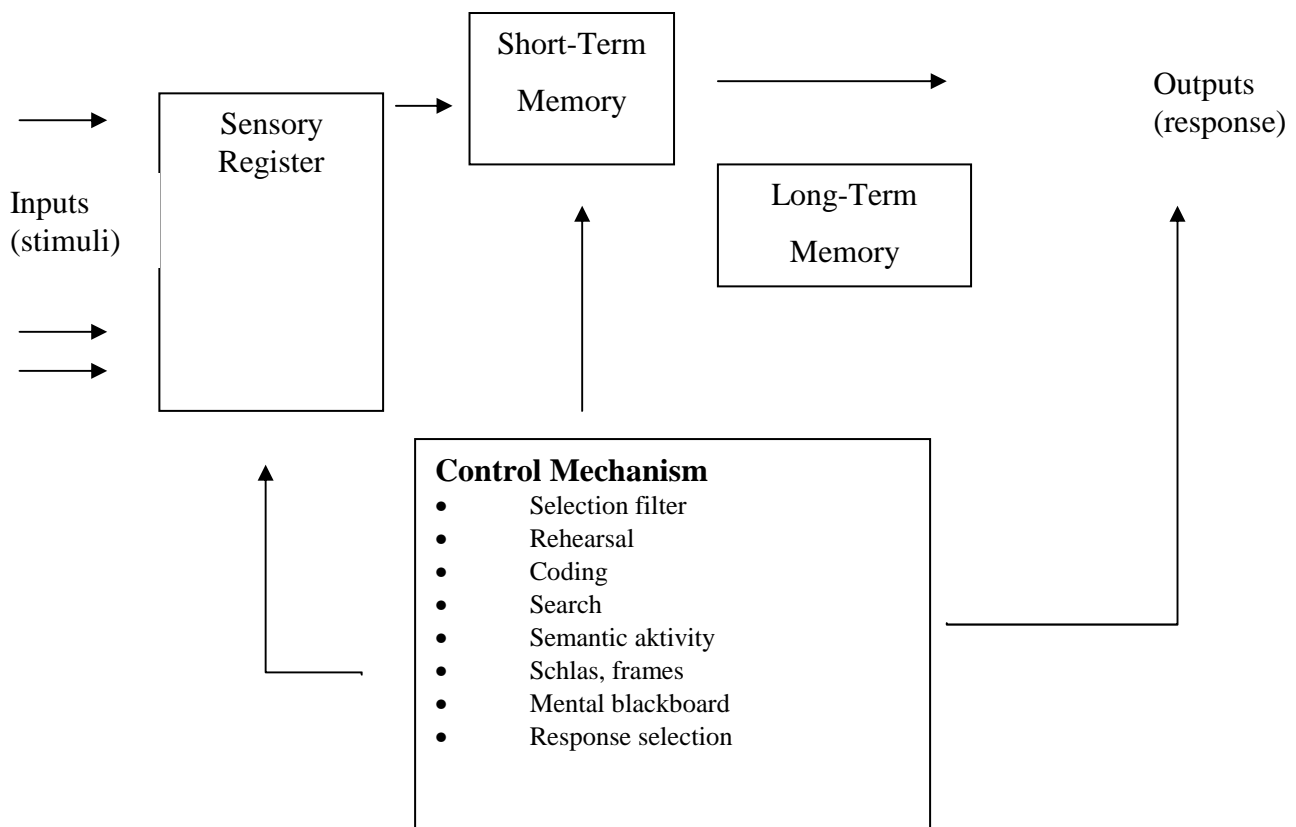 Short-Term
Memory
Outputs
(response)
Sensory
Register
Long-Term
Memory
Inputs
(stimuli)
Control Mechanism
• Selection filter
• Rehearsal
• Coding
• Search
• Semantic aktivity
• Schlas, frames
• Mental blackboard
• Response selection